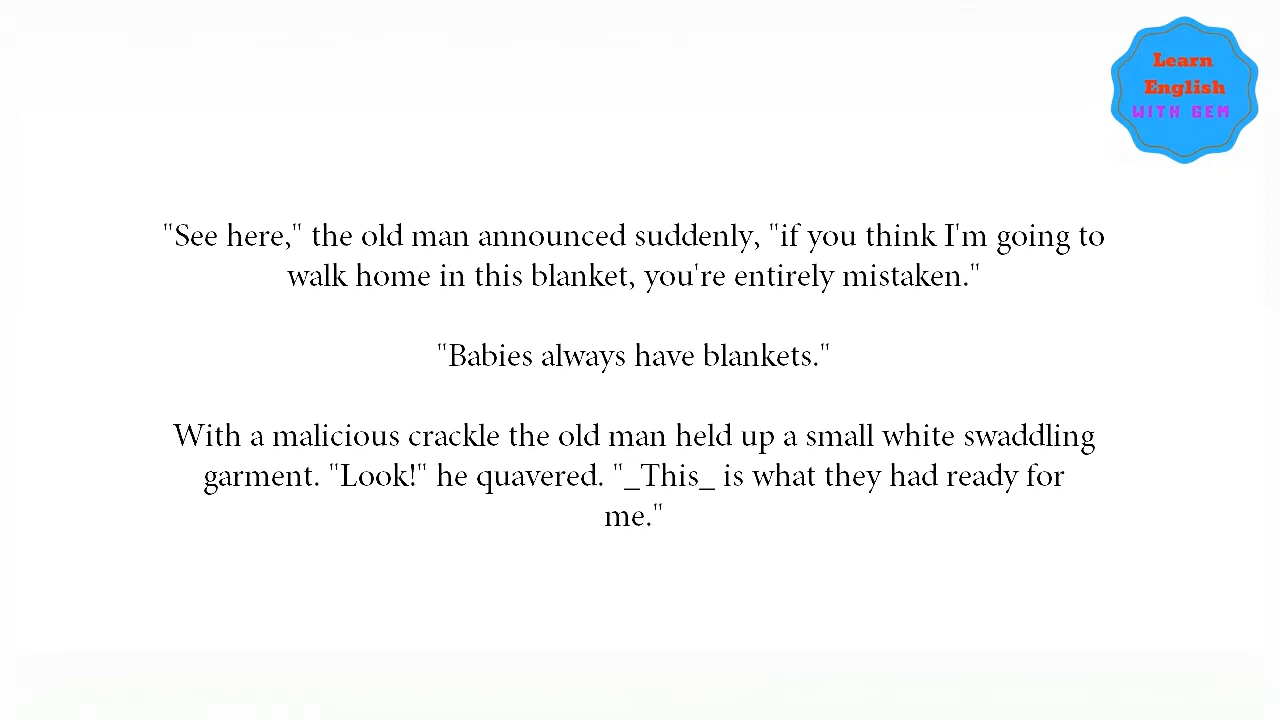 Learn
English
WITH GEM
"See here," the old man announced suddenly, "if you think I'm going to
walk home in this blanket, you're entirely mistaken."
"Babies always have blankets."
With a malicious crackle the old man held up a small white swaddling
garment. "Look!" he quavered. "_This_ is what they had ready for
me."